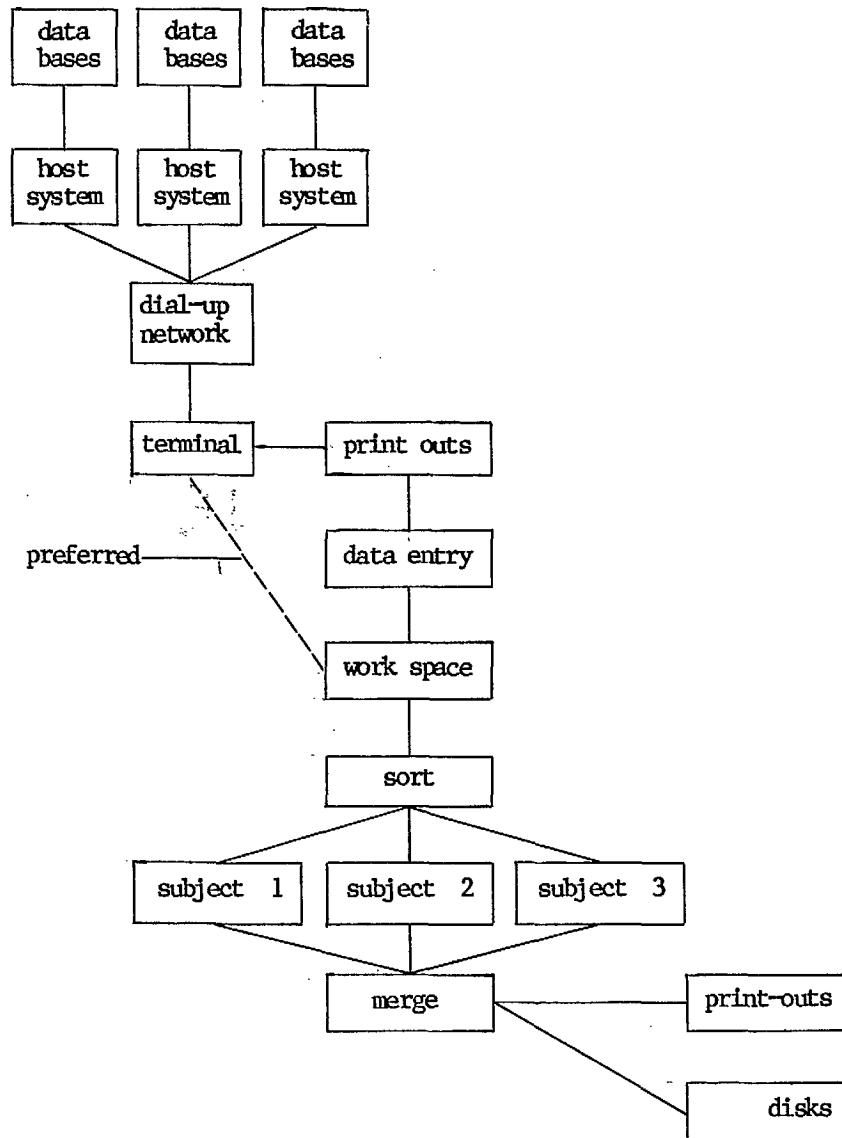 data
bases
data
bases
data
bases
host
system
host
system
host
system
dial-up
network
terminal
print outs
preferred
data entry
work space
sort
subject 1
subject 2
subject 3
merge
print-outs
disks